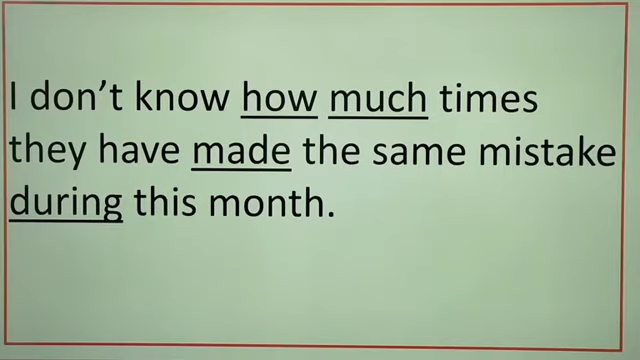 I don’t know how much times
they have made the same mistake
during this month.